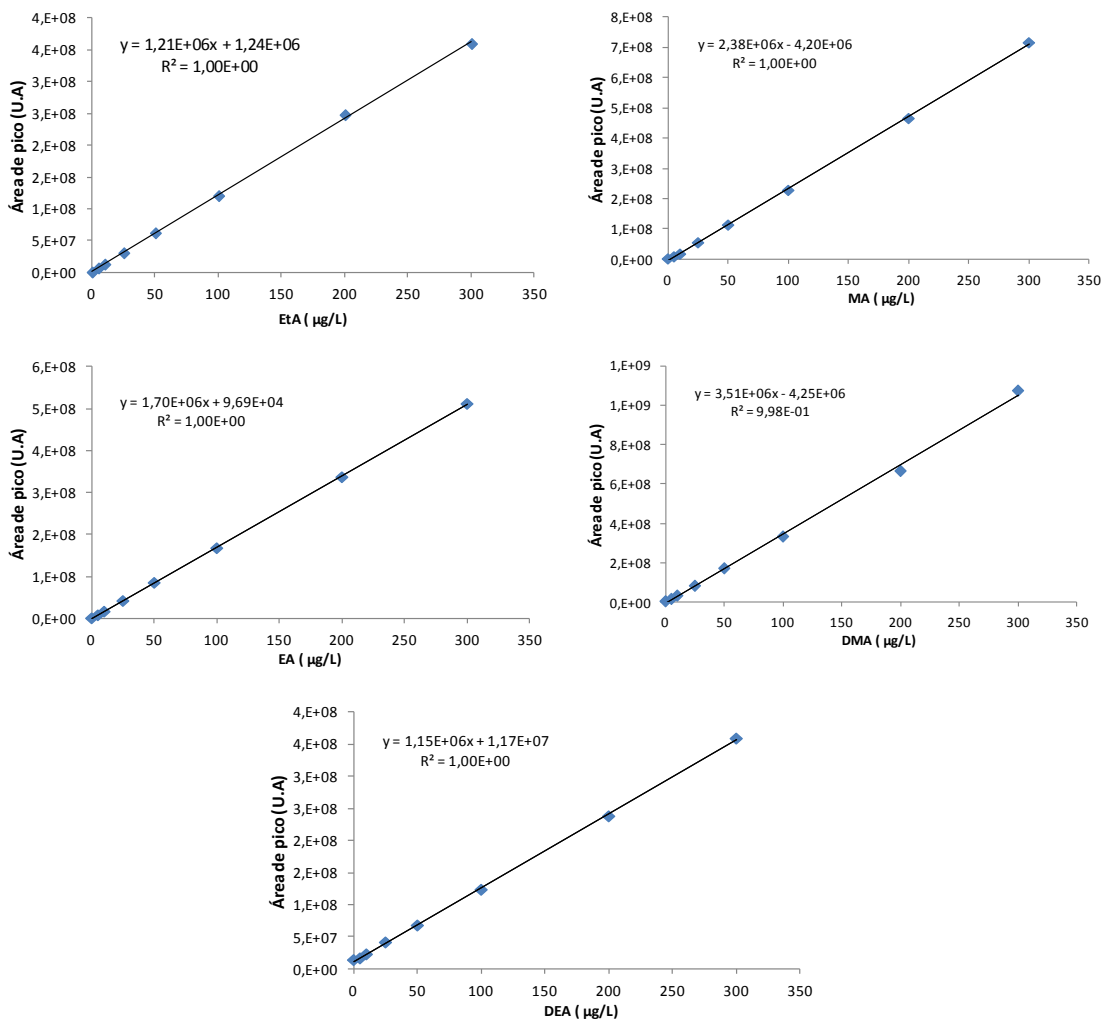 4,E+08
4,E+08
3,E+08
3,E+08
2,E+08
2,E+08
1,E+08
5,E+07
0,E+00
y = 1,21E+06x + 1,24E+06
R² = 1,00E+00
Área de pico (U.A)
0 50 100 150 200 250 300 350
EtA ( µg/L)
8,E+08
7,E+08
6,E+08
5,E+08
4,E+08
3,E+08
2,E+08
1,E+08
0,E+00
y = 2,38E+06x - 4,20E+06
R² = 1,00E+00
Área de pico (U.A)
0 50 100 150 200 250 300 350
MA ( µg/L)
6,E+08
5,E+08
4,E+08
3,E+08
2,E+08
1,E+08
0,E+00
y = 1,70E+06x + 9,69E+04
R² = 1,00E+00
Área de pico (U.A)
0 50 100 150 200 250 300 350
EA ( µg/L)
1,E+09
1,E+09
8,E+08
6,E+08
4,E+08
2,E+08
0,E+00
y = 3,51E+06x - 4,25E+06
R² = 9,98E-01
Área de pico (U.A)
0 50 100 150 200 250 300 350
DMA ( µg/L)
4,E+08
4,E+08
3,E+08
3,E+08
2,E+08
2,E+08
1,E+08
5,E+07
0,E+00
y = 1,15E+06x + 1,17E+07
R² = 1,00E+00
Área de pico (U.A)
0 50 100 150 200 250 300 350
DEA ( µg/L)